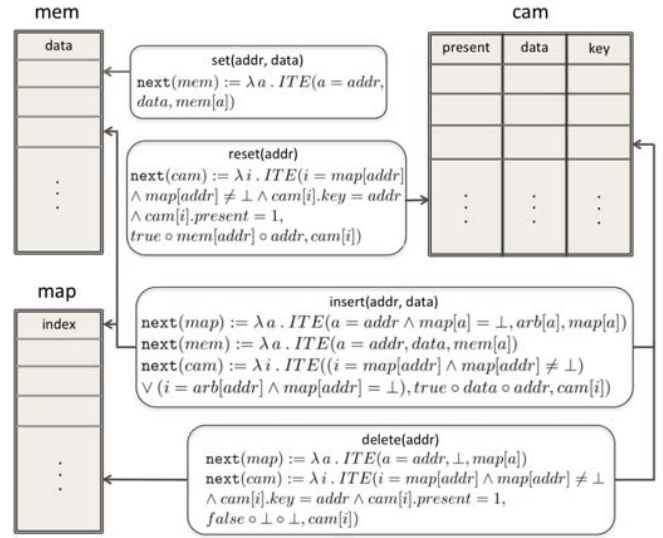 mem
cam
data
present data key
set(addr, data)
next(mem) := λ a . ITE(a = addr,
data, mem[a])
reset(addr)
next(cam) := λ i . ITE(i = map[addr]
∧ map[addr] ≠ ⊥ ∧ cam[i].key = addr
∧ cam[i].present = 1,
true ∘ mem[addr] ∘ addr, cam[i])
map
index
insert(addr, data)
next(map) := λ a . ITE(a = addr ∧ map[a] = ⊥, arb[a], map[a])
next(mem) := λ a . ITE(a = addr, data, mem[a])
next(cam) := λ i . ITE((i = map[addr] ∧ map[addr] ≠ ⊥)
∨ (i = arb[addr] ∧ map[addr] = ⊥), true ∘ data ∘ addr, cam[i])
delete(addr)
next(map) := λ a . ITE(a = addr, ⊥, map[a])
next(cam) := λ i . ITE(i = map[addr] ∧ map[addr] ≠ ⊥
∧ cam[i].key = addr ∧ cam[i].present = 1,
false ∘ ⊥ ∘ ⊥, cam[i])